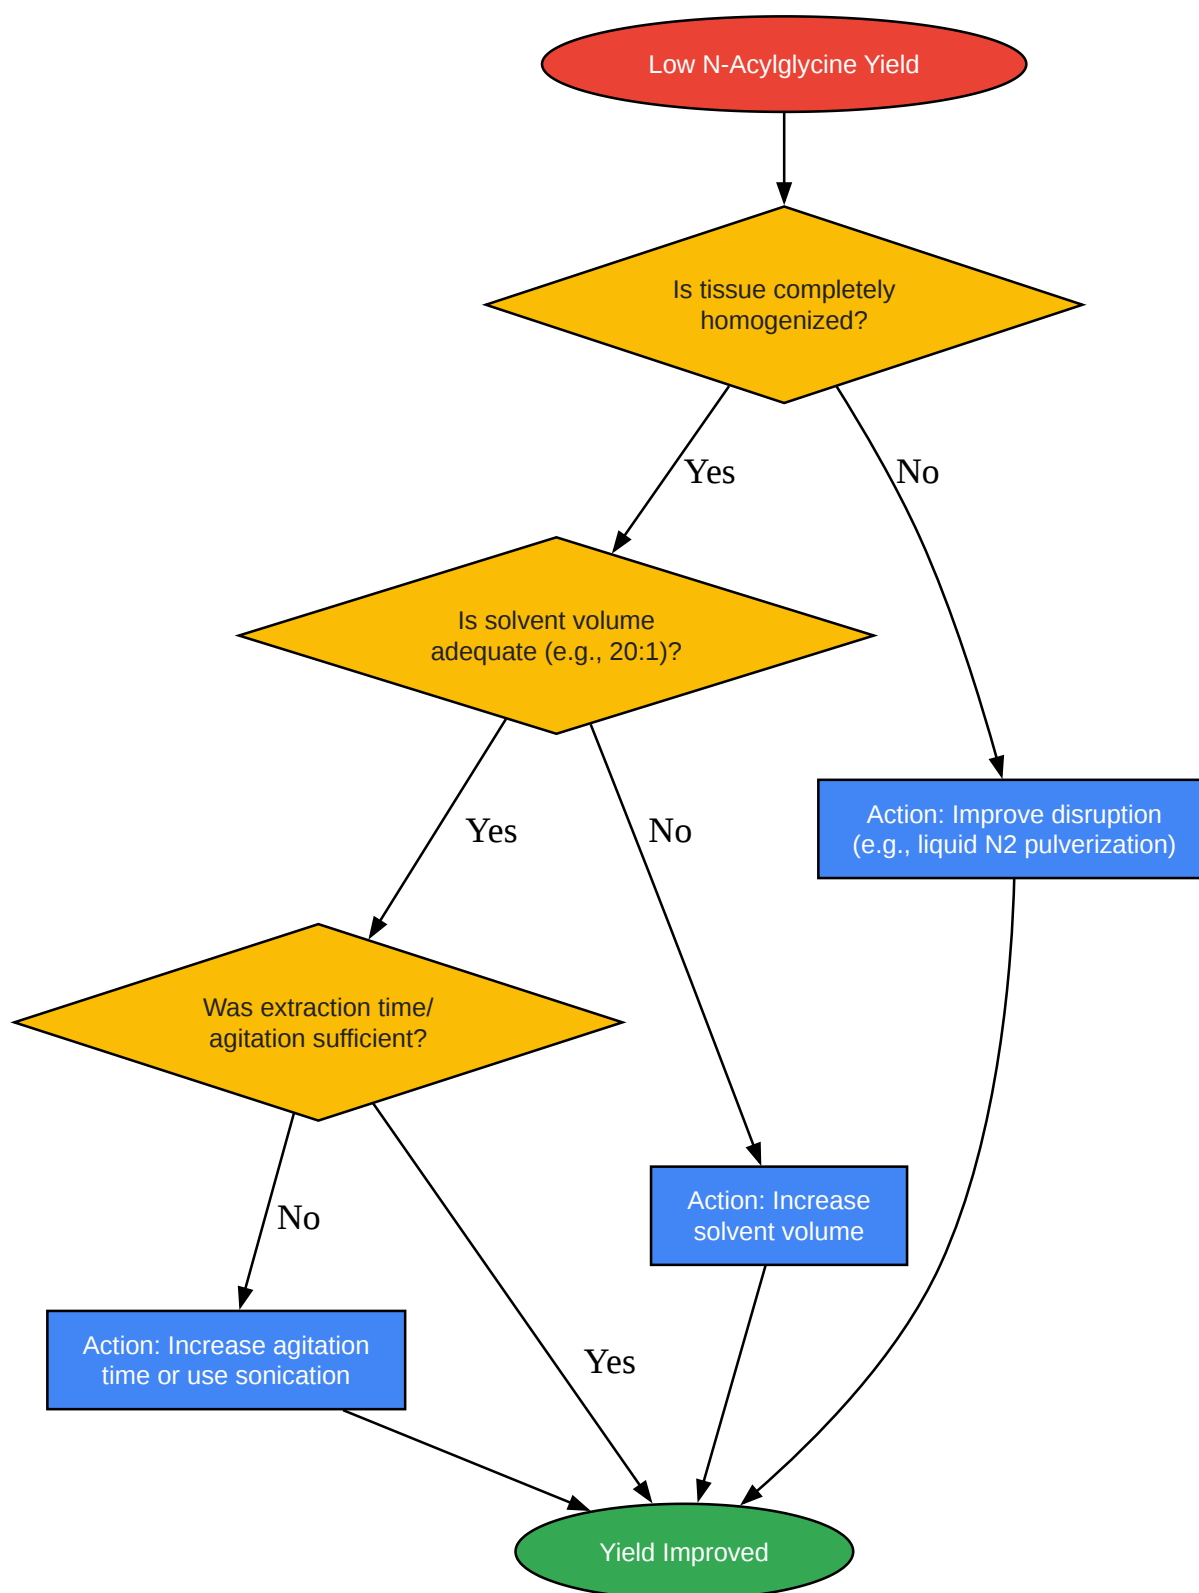 Low N-Acylglycine Yield
Is tissue completely
homogenized?
Yes
No
Is solvent volume
adequate (e.g., 20:1)?
Action: Improve disruption
(e.g., liquid N2 pulverization)
Yes
No
Was extraction time/
agitation sufficient?
Action: Increase
solvent volume
No
Action: Increase agitation
time or use sonication
Yes
Yield Improved